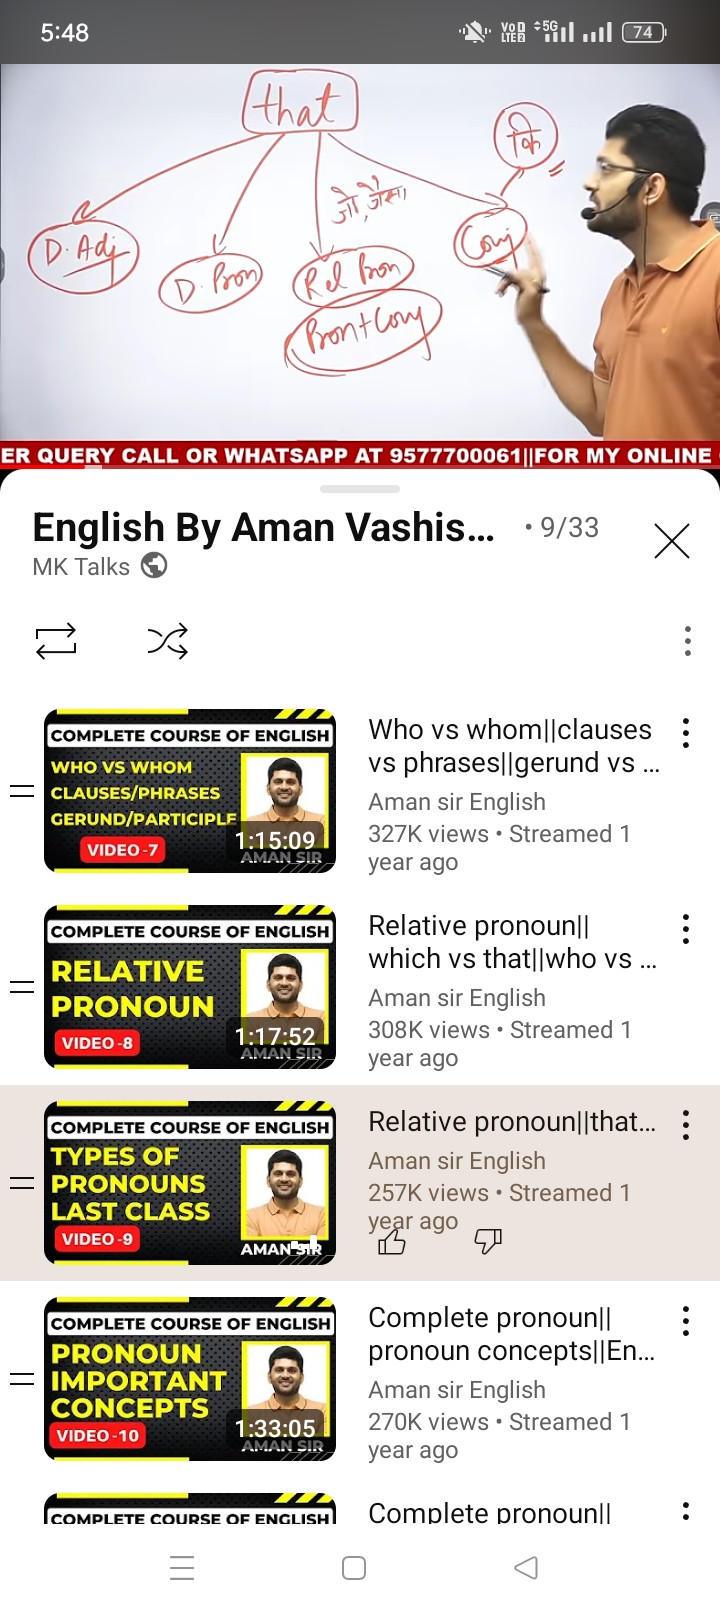 5:48
VoD LTE2 5G 74
that
कि
जो, जैसा,
D. Adj
D. Pron
Rel Pron
Conj
Pron+Conj
ER QUERY CALL OR WHATSAPP AT 9577700061||FOR MY ONLINE
English By Aman Vashis... • 9/33
MK Talks
COMPLETE COURSE OF ENGLISH
WHO VS WHOM
CLAUSES/PHRASES
GERUND/PARTICIPLE
VIDEO-7
1:15:09
AMAN SIR
Who vs whom||clauses
vs phrases||gerund vs ...
Aman sir English
327K views • Streamed 1
year ago
COMPLETE COURSE OF ENGLISH
RELATIVE
PRONOUN
VIDEO-8
1:17:52
AMAN SIR
Relative pronoun||
which vs that||who vs ...
Aman sir English
308K views • Streamed 1
year ago
COMPLETE COURSE OF ENGLISH
TYPES OF
PRONOUNS
LAST CLASS
VIDEO-9
AMAN SIR
Relative pronoun||that...
Aman sir English
257K views • Streamed 1
year ago
COMPLETE COURSE OF ENGLISH
PRONOUN
IMPORTANT
CONCEPTS
VIDEO-10
1:33:05
AMAN SIR
Complete pronoun||
pronoun concepts||En...
Aman sir English
270K views • Streamed 1
year ago
COMPLETE COURSE OF ENGLISH
Complete pronoun||